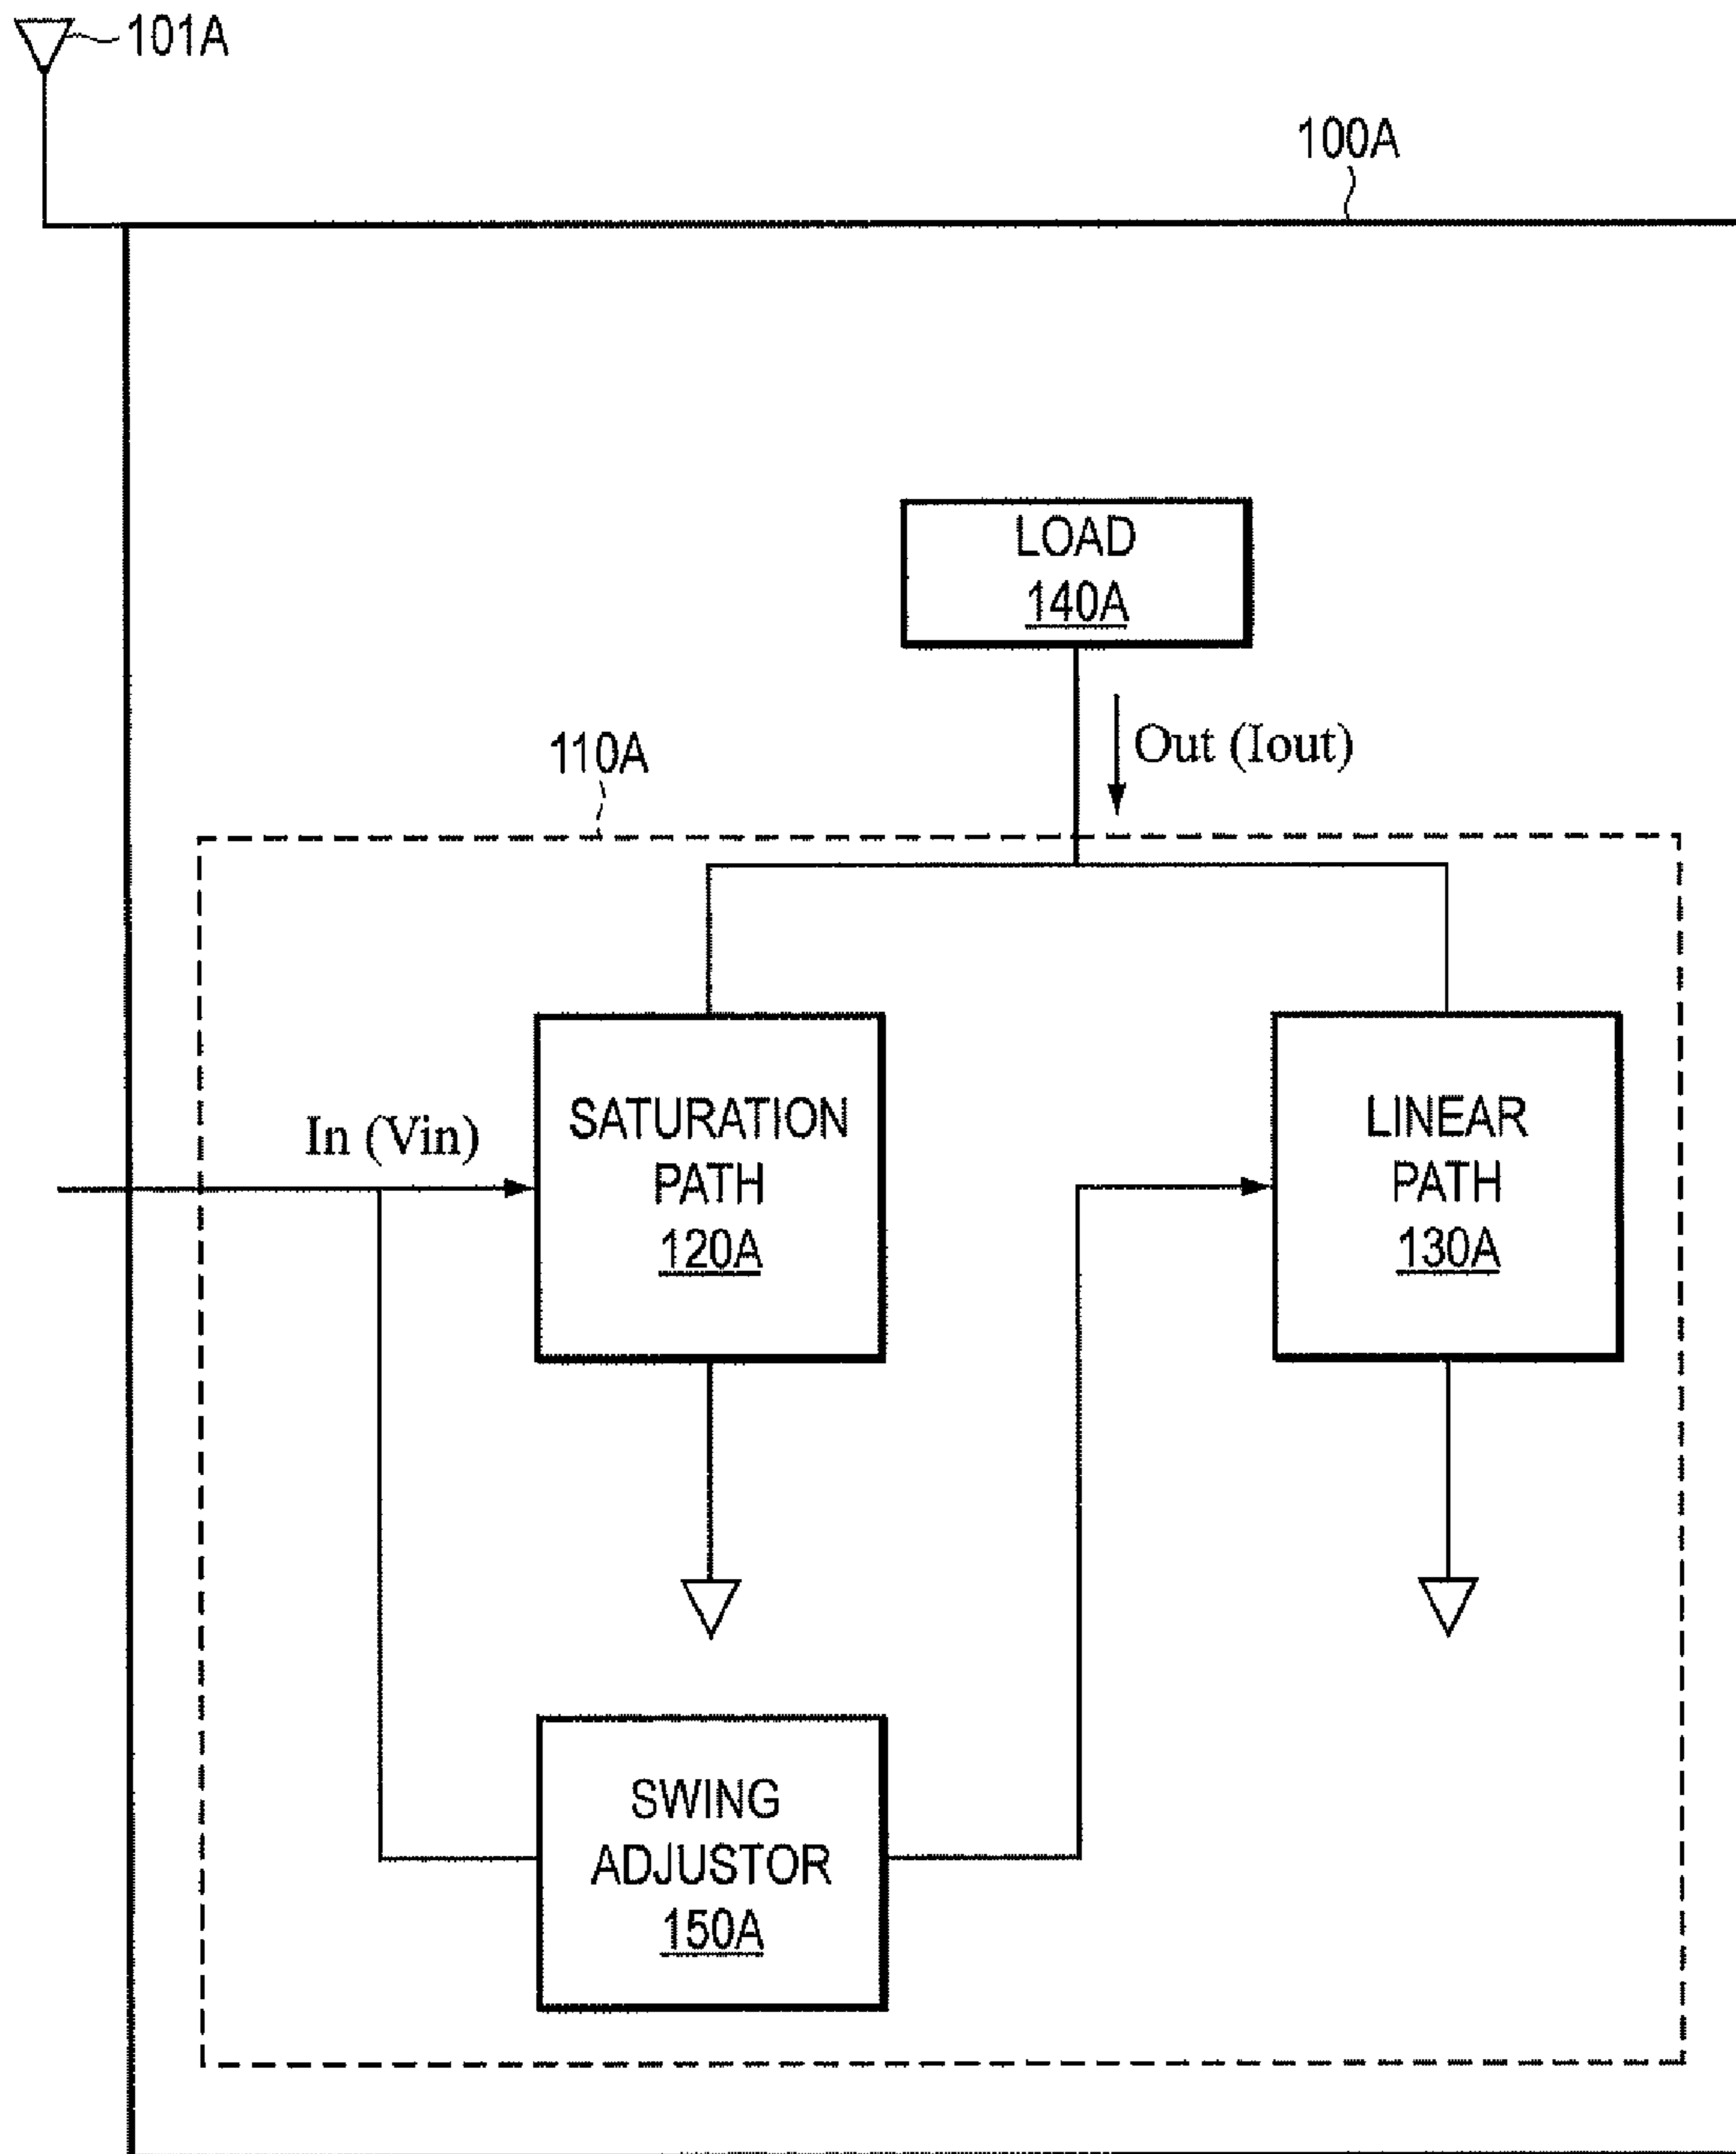 101A
100A
LOAD
140A
Out (Iout)
110A
In (Vin)
SATURATION
PATH
120A
LINEAR
PATH
130A
SWING
ADJUSTOR
150A